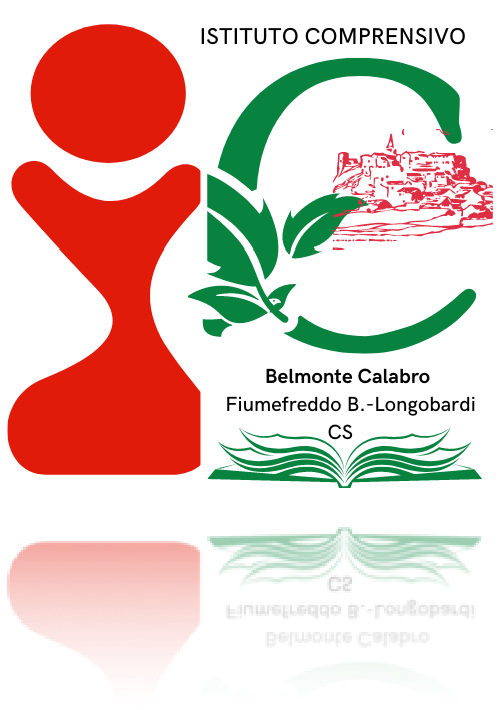 ISTITUTO COMPRENSIVO
Belmonte Calabro
Fiumefreddo B.-Longobardi
CS